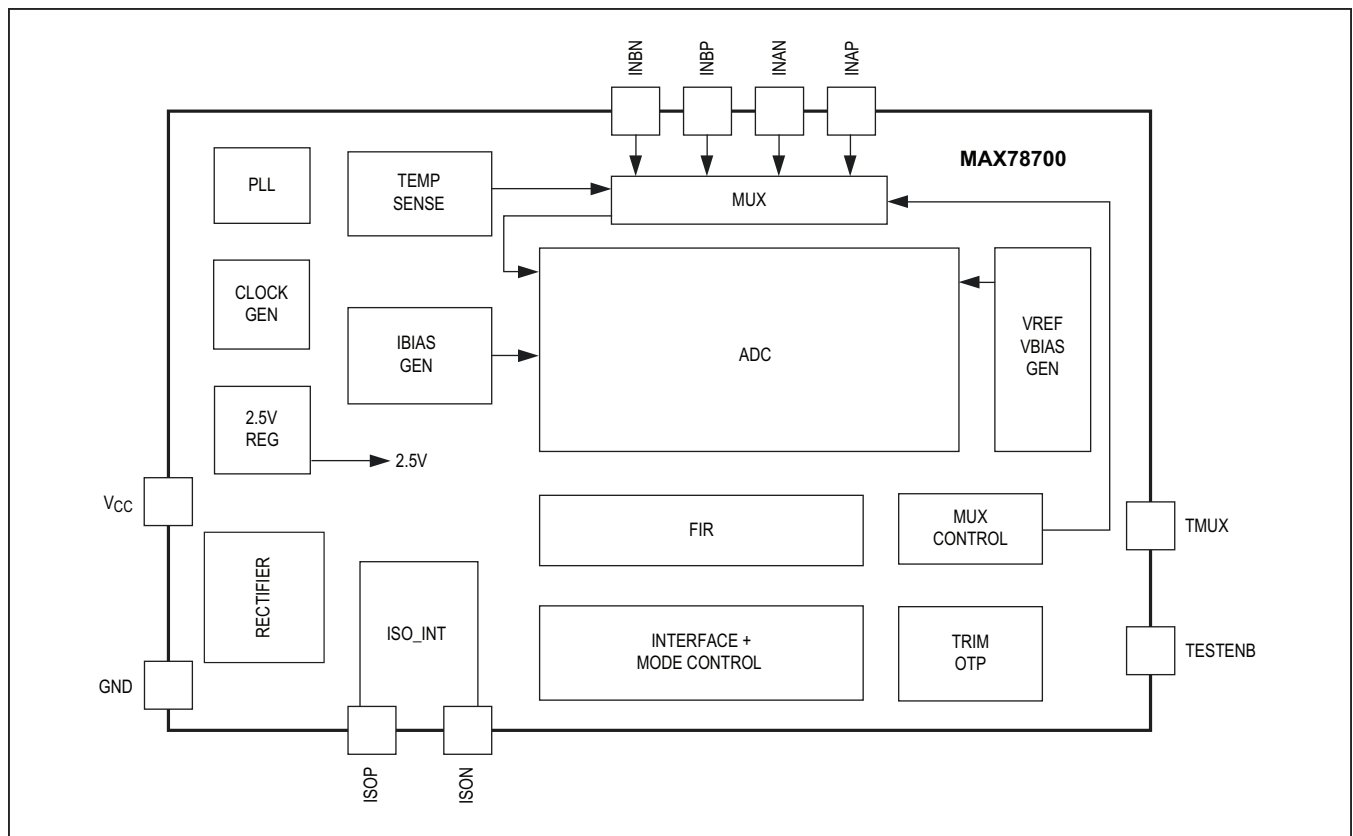 INBN
INBP
INAN
INAP
MAX78700
PLL
TEMP
SENSE
MUX
CLOCK
GEN
IBIAS
GEN
ADC
VREF
VBIAS
GEN
2.5V
REG
2.5V
VCC
FIR
MUX
CONTROL
TMUX
RECTIFIER
ISO_INT
INTERFACE +
MODE CONTROL
TRIM
OTP
TESTENB
GND
ISOP
ISON